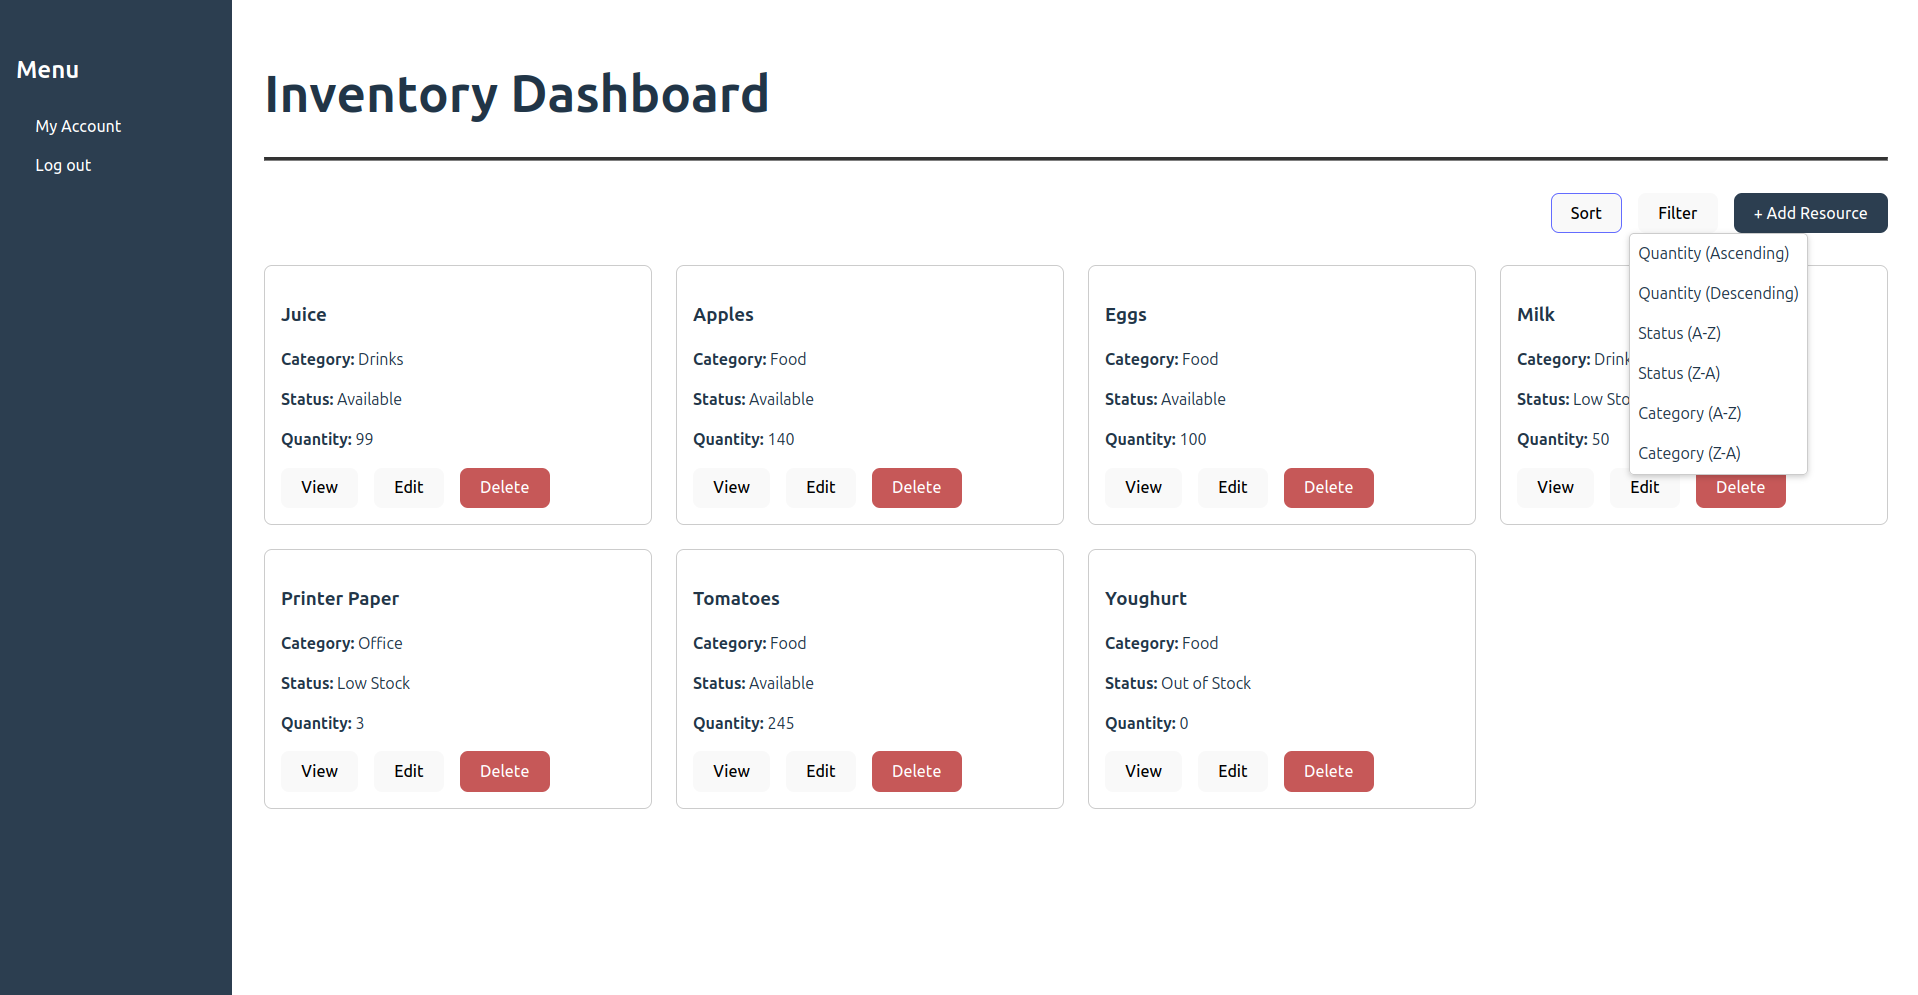 Menu
My Account
Log out
Inventory Dashboard
Sort
Filter
+ Add Resource
Quantity (Ascending)
Quantity (Descending)
Status (A-Z)
Status (Z-A)
Category (A-Z)
Category (Z-A)
Juice
Category: Drinks
Status: Available
Quantity: 99
View Edit Delete
Apples
Category: Food
Status: Available
Quantity: 140
View Edit Delete
Eggs
Category: Food
Status: Available
Quantity: 100
View Edit Delete
Milk
Category:
Status: Low
Quantity: 50
View Edit Delete
Printer Paper
Category: Office
Status: Low Stock
Quantity: 3
View Edit Delete
Tomatoes
Category: Food
Status: Available
Quantity: 245
View Edit Delete
Youghurt
Category: Food
Status: Out of Stock
Quantity: 0
View Edit Delete